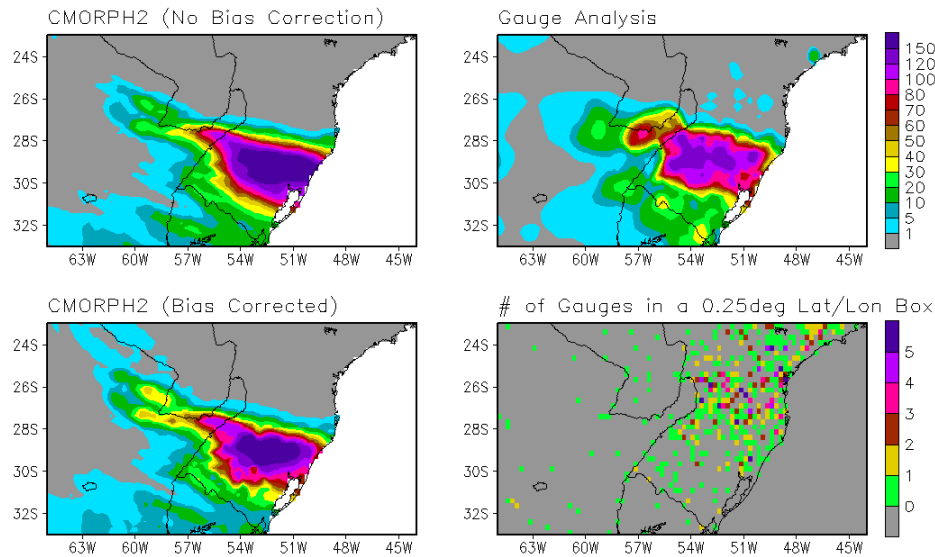 CMORPH2 (No Bias Correction)
Gauge Analysis
24S
26S
28S
30S
32S
63W 60W 57W 54W 51W 48W 45W
24S
26S
28S
30S
32S
63W 60W 57W 54W 51W 48W 45W
150
120
100
80
70
60
50
40
30
20
10
5
1
CMORPH2 (Bias Corrected)
# of Gauges in a 0.25deg Lat/Lon Box
24S
26S
28S
30S
32S
63W 60W 57W 54W 51W 48W 45W
24S
26S
28S
30S
32S
63W 60W 57W 54W 51W 48W 45W
5
4
3
2
1
0